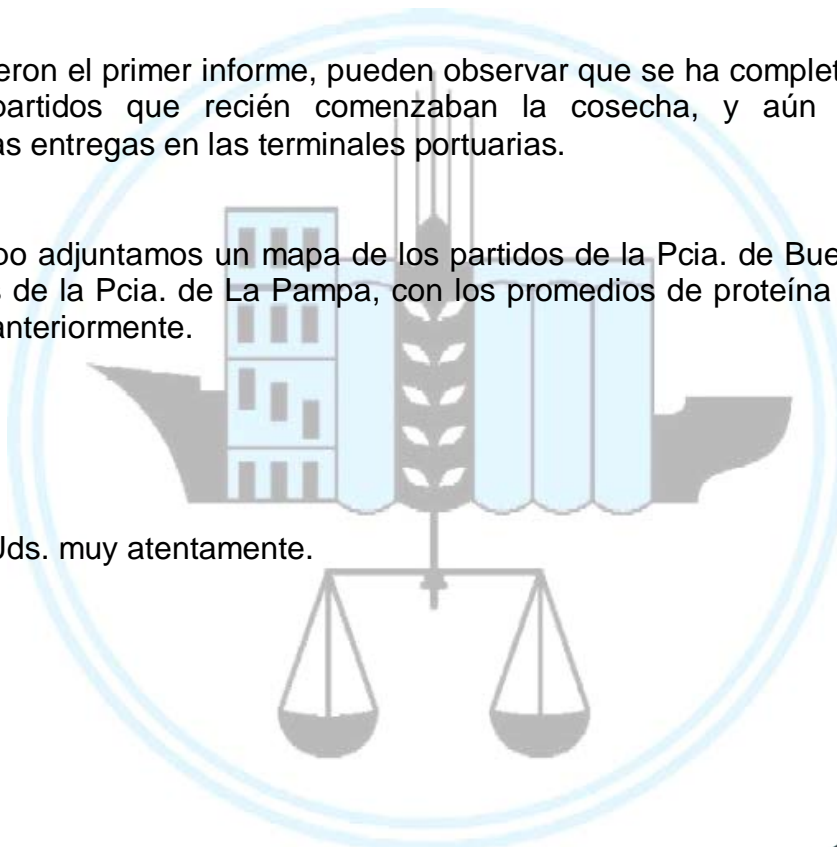 eron el primer informe, pueden observar que se ha complet
partidos que recién comenzaban la cosecha, y aún
as entregas en las terminales portuarias.
po adjuntamos un mapa de los partidos de la Pcia. de Bue
s de la Pcia. de La Pampa, con los promedios de proteína
anteriormente.
Uds. muy atentamente.